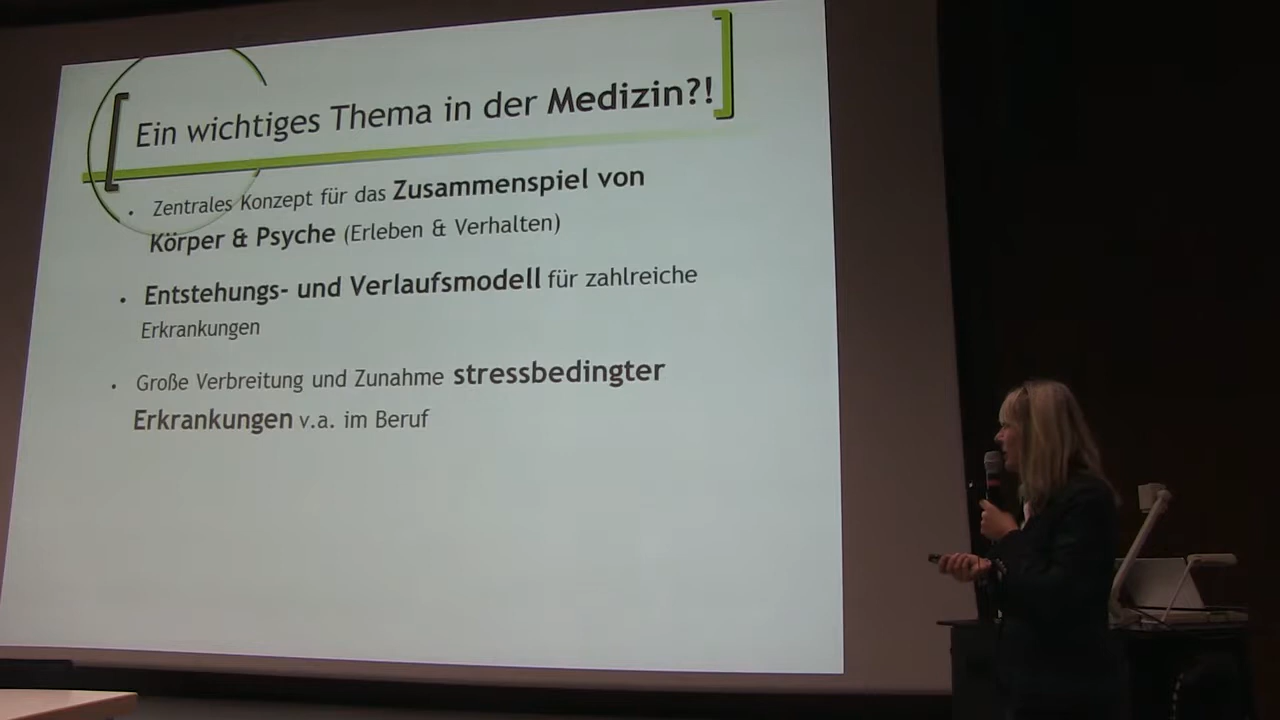 Ein wichtiges Thema in der Medizin?!
• Zentrales Konzept für das Zusammenspiel von
Körper & Psyche (Erleben & Verhalten)
• Entstehungs- und Verlaufsmodell für zahlreiche
Erkrankungen
• Große Verbreitung und Zunahme stressbedingter
Erkrankungen v.a. im Beruf